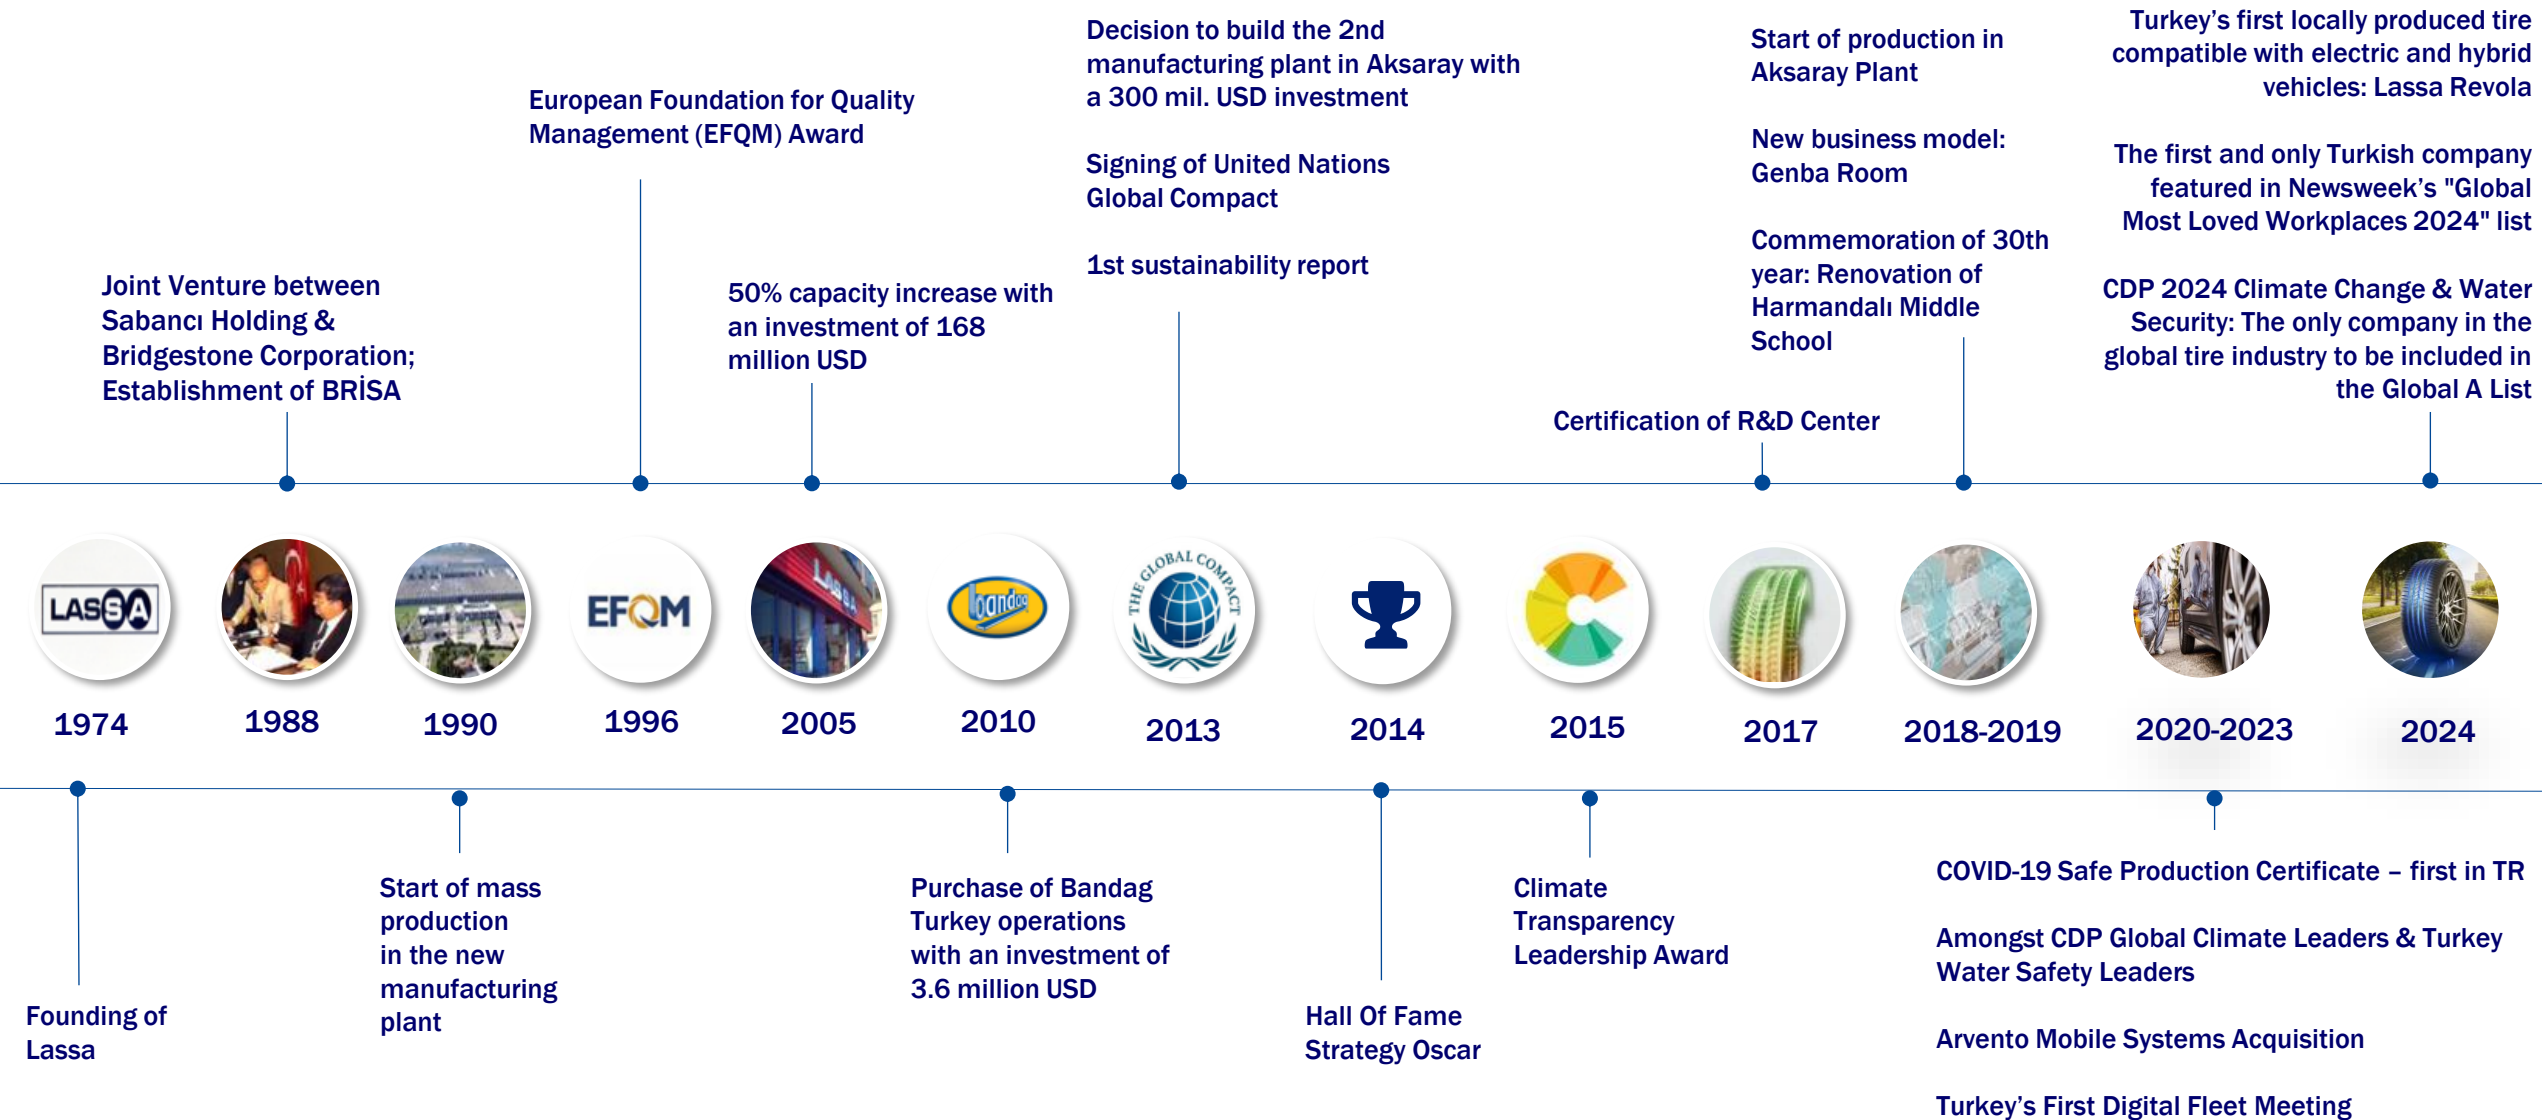 Decision to build the 2nd
manufacturing plant in Aksaray with
a 300 mil. USD investment
Signing of United Nations
Global Compact
1st sustainability report
Start of production in
Aksaray Plant
New business model:
Genba Room
Commemoration of 30th
year: Renovation of
Harmandalı Middle
School
Turkey’s first locally produced tire
compatible with electric and hybrid
vehicles: Lassa Revola
The first and only Turkish company
featured in Newsweek’s "Global
Most Loved Workplaces 2024" list
CDP 2024 Climate Change & Water
Security: The only company in the
global tire industry to be included in
the Global A List
European Foundation for Quality
Management (EFQM) Award
Joint Venture between
Sabancı Holding &
Bridgestone Corporation;
Establishment of BRİSA
50% capacity increase with
an investment of 168
million USD
Certification of R&D Center
LASSA
EFQM
LASSA
bandag
THE GLOBAL COMPACT
1974
1988
1990
1996
2005
2010
2013
2014
2015
2017
2018-2019
2020-2023
2024
Founding of
Lassa
Start of mass
production
in the new
manufacturing
plant
Purchase of Bandag
Turkey operations
with an investment of
3.6 million USD
Hall Of Fame
Strategy Oscar
Climate
Transparency
Leadership Award
COVID-19 Safe Production Certificate – first in TR
Amongst CDP Global Climate Leaders & Turkey
Water Safety Leaders
Arvento Mobile Systems Acquisition
Turkey’s First Digital Fleet Meeting